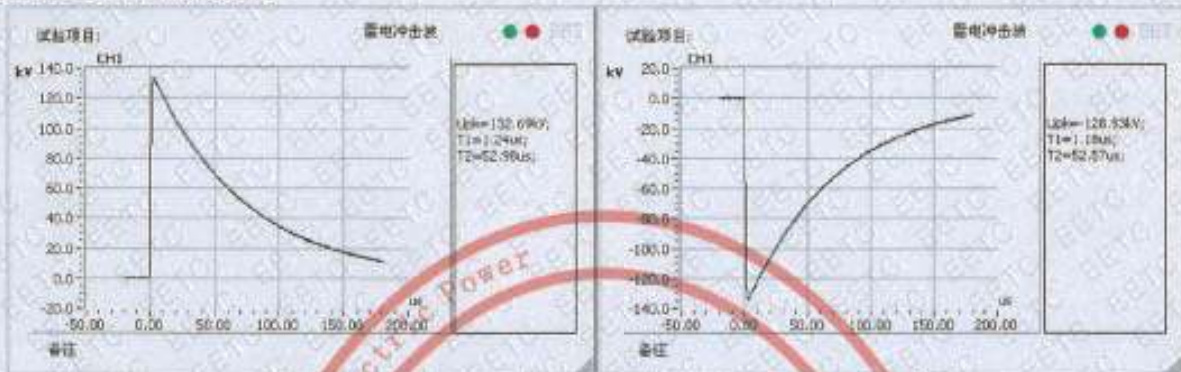 试验项目:
雷电冲击波
CH1
kV
140.0
120.0
100.0
80.0
60.0
40.0
20.0
0.0
-20.0
-50.00 0.00 50.00 100.00 150.00 200.00
us
Upk=132.69kV;
T1=1.24us;
T2=52.98us;
备注
试验项目:
雷电冲击波
CH1
kV
20.0
0.0
-20.0
-40.0
-60.0
-80.0
-100.0
-120.0
-140.0
-50.00 0.00 50.00 100.00 150.00 200.00
us
Upk=-128.93kV;
T1=1.18us;
T2=52.57us;
备注
ctric Power
EETC